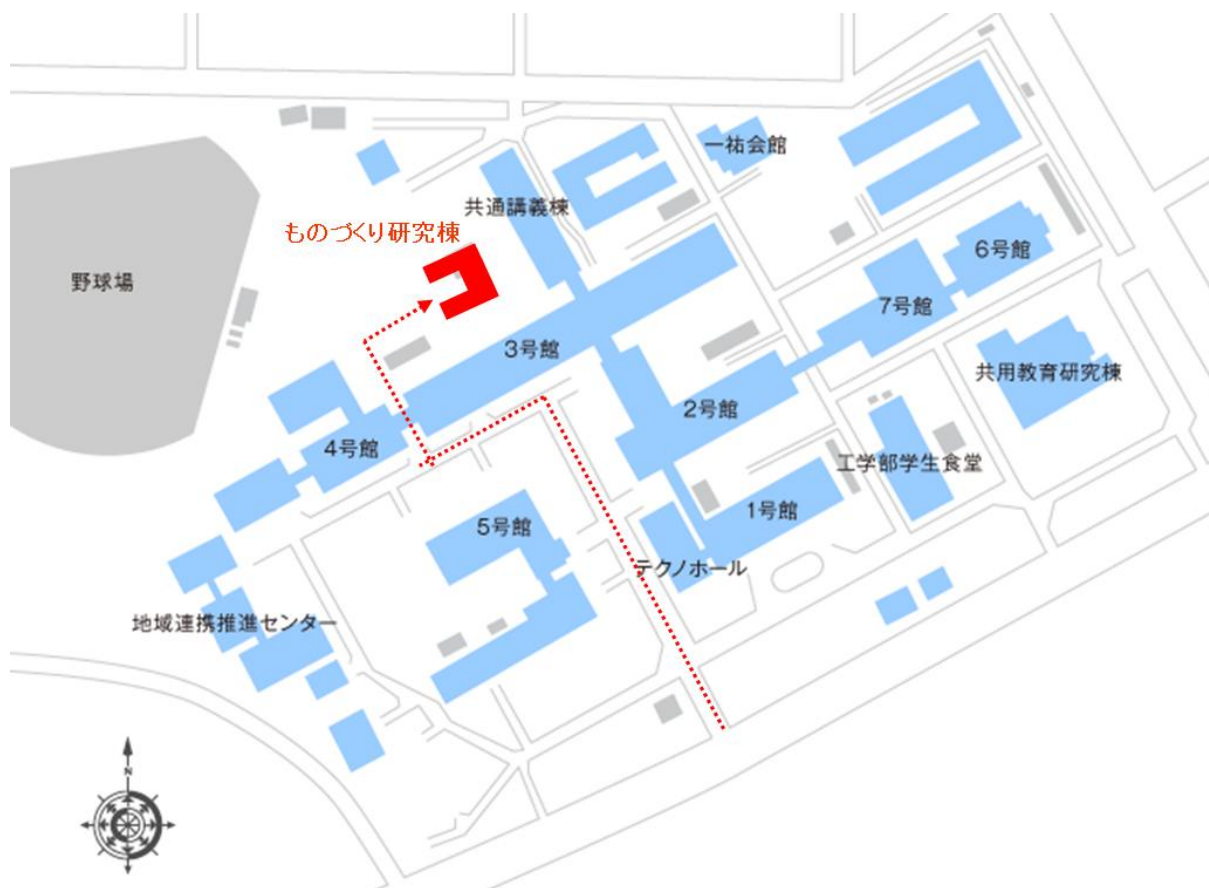 一祐会館
共通講義棟
ものづくり研究棟
6号館
野球場
7号館
3号館
共用教育研究棟
2号館
4号館
工学部学生食堂
1号館
5号館
テクノホール
地域連携推進センター
N